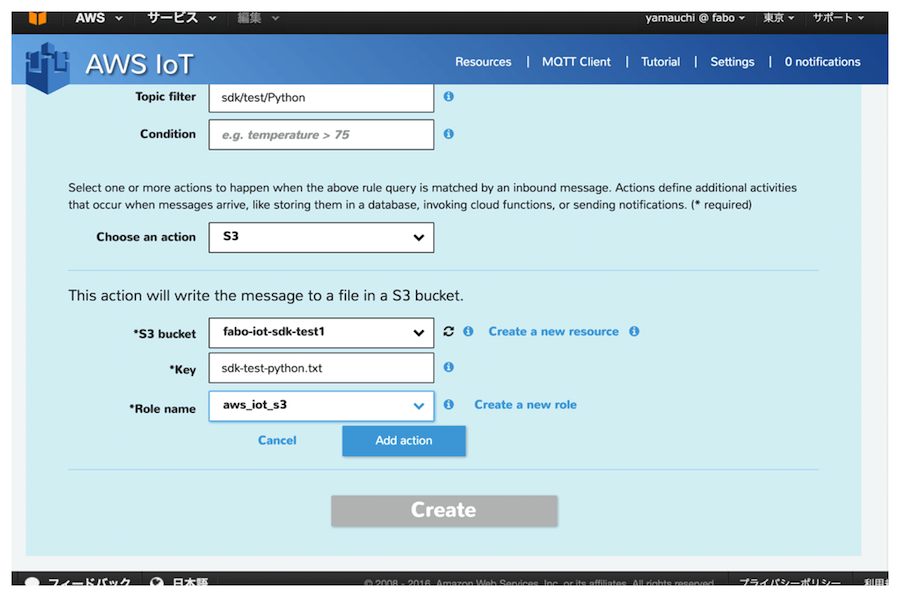 AWS サービス 編集 yamauchi @ fabo 東京 サポート
AWS IoT Resources | MQTT Client | Tutorial | Settings | 0 notifications
Topic filter sdk/test/Python
Condition e.g. temperature > 75
Select one or more actions to happen when the above rule query is matched by an inbound message. Actions define additional activities
that occur when messages arrive, like storing them in a database, invoking cloud functions, or sending notifications. (* required)
Choose an action S3
This action will write the message to a file in a S3 bucket.
*S3 bucket fabo-iot-sdk-test1 Create a new resource
*Key sdk-test-python.txt
*Role name aws_iot_s3 Create a new role
Cancel Add action
Create
フィードバック 日本語 © 2008 - 2016, Amazon Web Services, Inc. or its affiliates. All rights reserved. プライバシーポリシー 利用